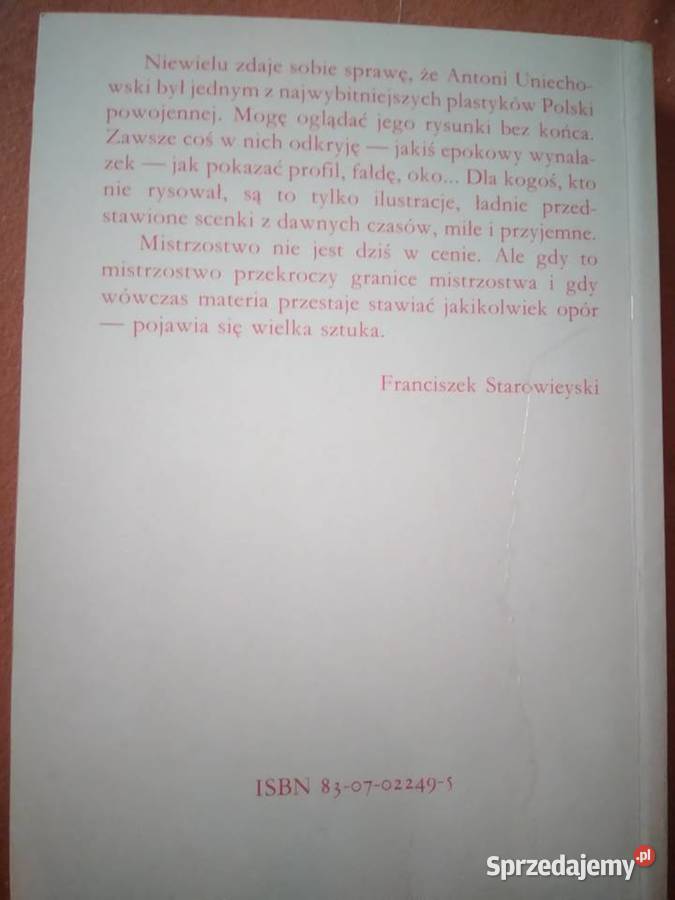 Niewielu zdaje sobie sprawę, że Antoni Uniecho-
wski był jednym z najwybitniejszych plastyków Polski
powojennej. Mogę oglądać jego rysunki bez końca.
Zawsze coś w nich odkryję — jakiś epokowy wynala-
zek — jak pokazać profil, fałdę, oko... Dla kogoś, kto
nie rysował, są to tylko ilustracje, ładnie przed-
stawione scenki z dawnych czasów, miłe i przyjemne.
Mistrzostwo nie jest dziś w cenie. Ale gdy to
mistrzostwo przekroczy granice mistrzostwa i gdy
wówczas materia przestaje stawiać jakikolwiek opór
— pojawia się wielka sztuka.
Franciszek Starowieyski
ISBN 83-07-02249-5
Sprzedajemy.pl